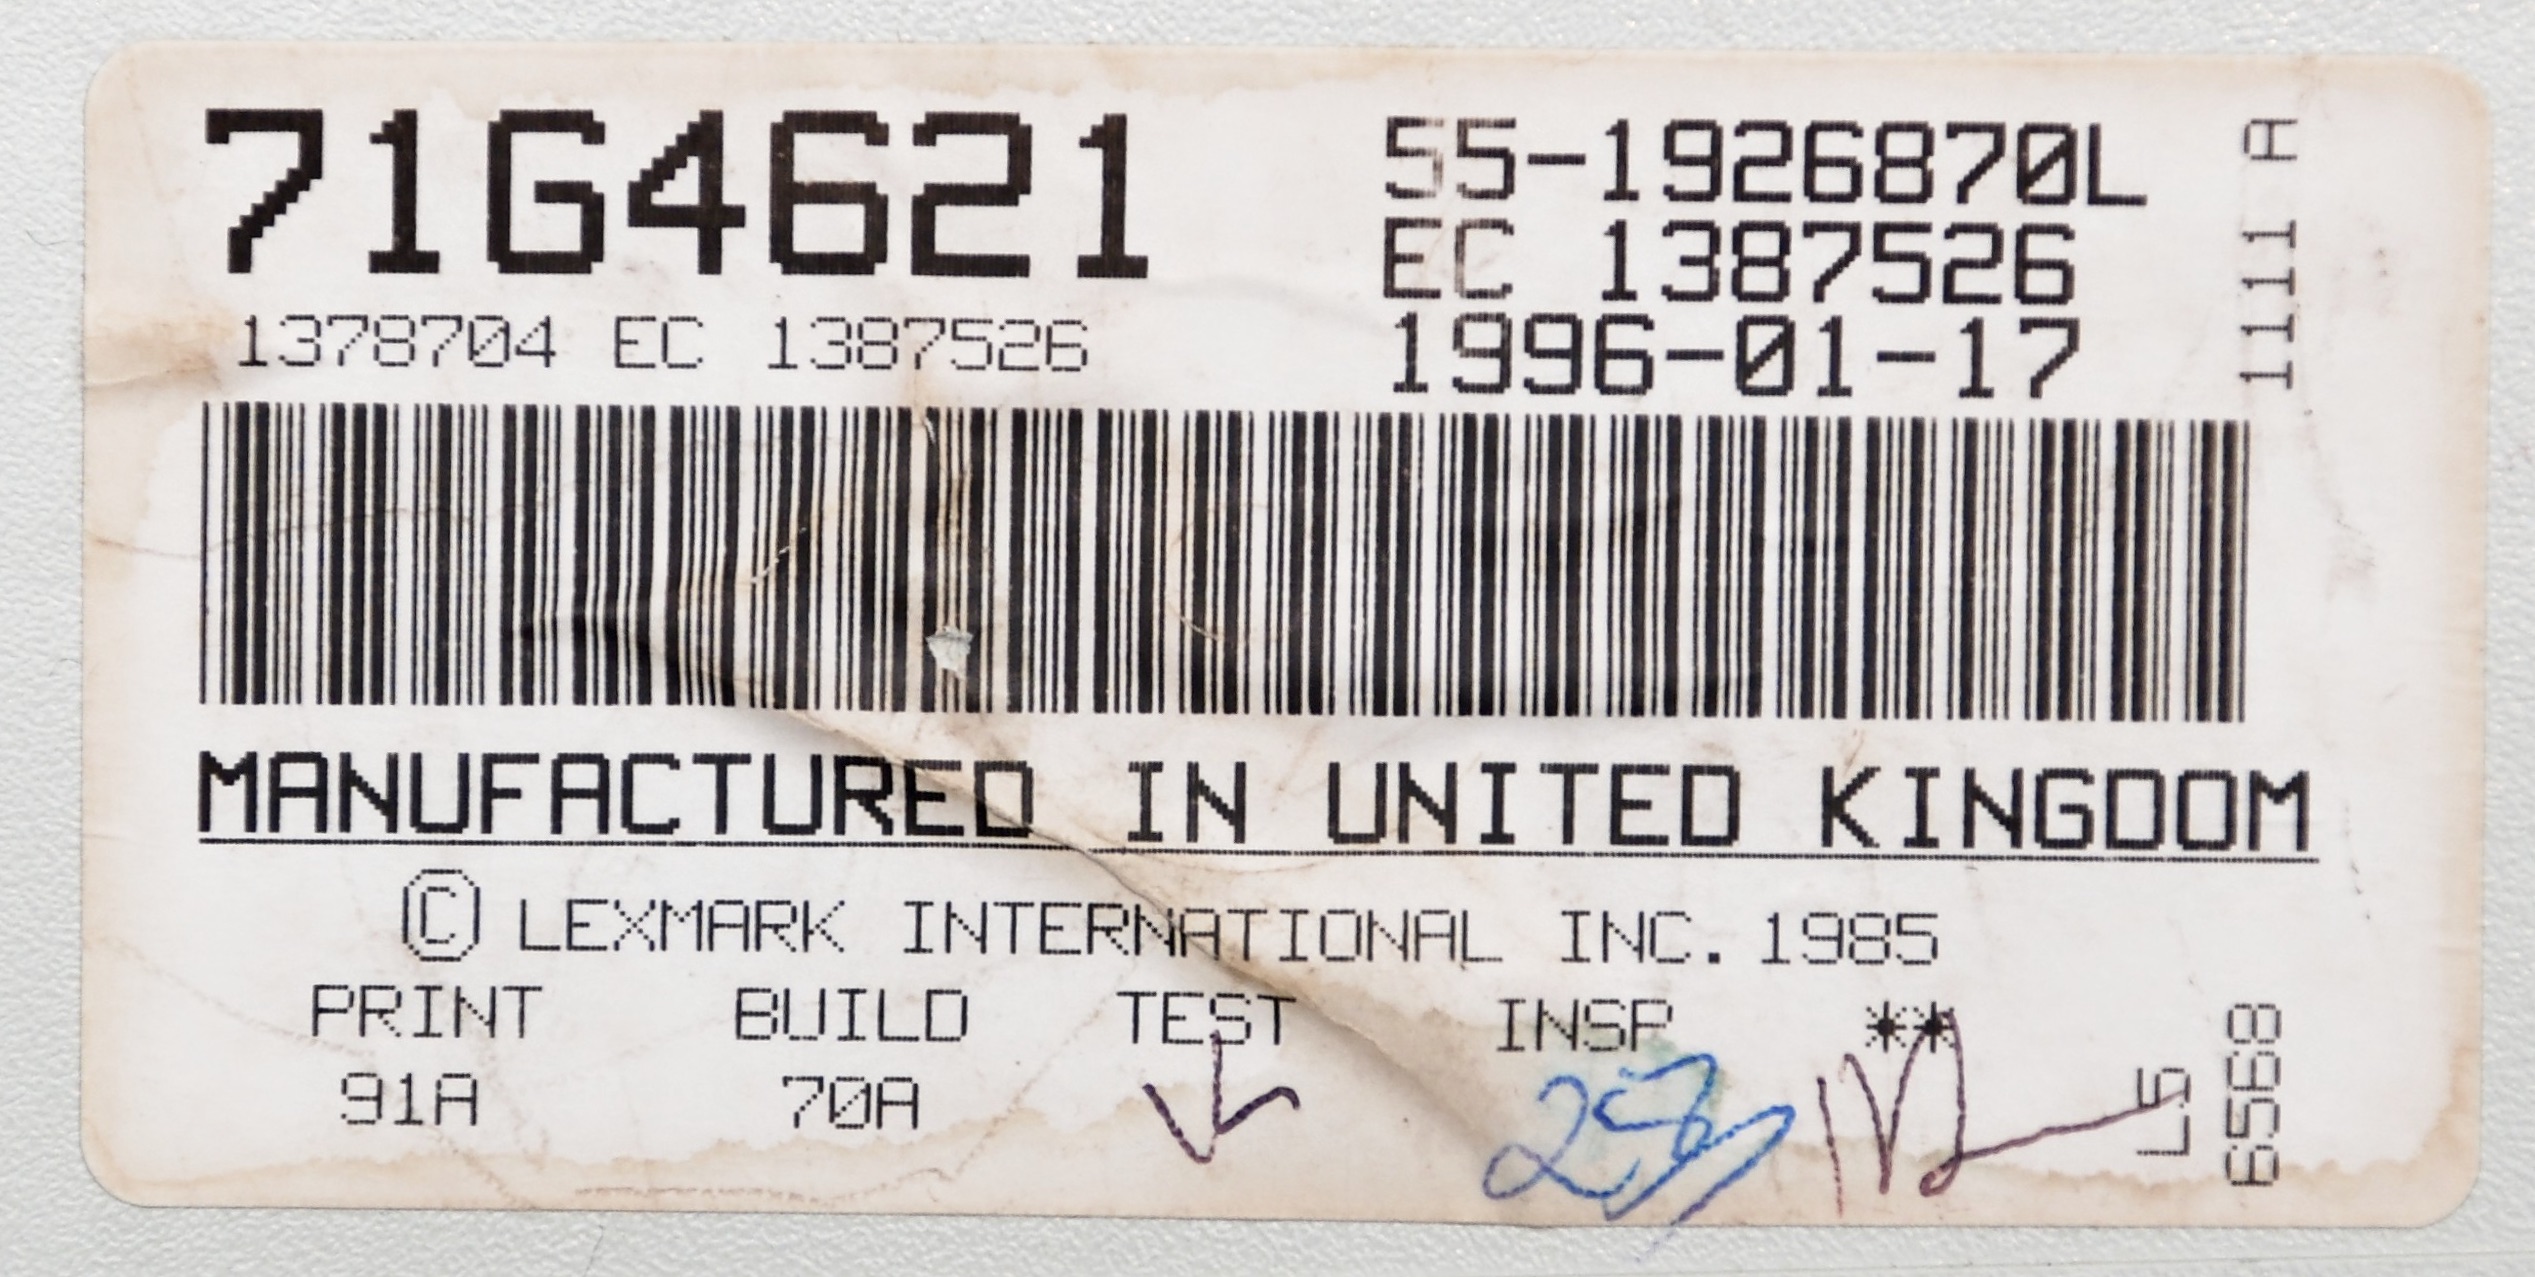 71G4621
1378704 EC 1387526
55-1926870L
EC 1387526
1996-01-17
1111 A
MANUFACTURED IN UNITED KINGDOM
© LEXMARK INTERNATIONAL INC. 1985
PRINT BUILD TEST INSP **
91A 70A
L5
6568